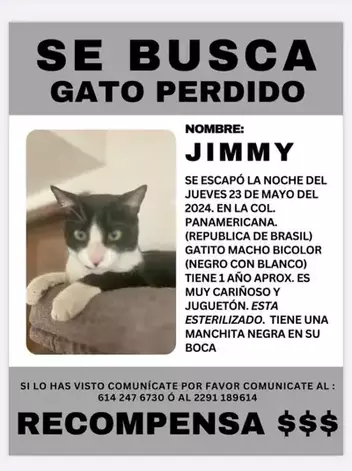 SE BUSCA
GATO PERDIDO
NOMBRE:
JIMMY
SE ESCAPÓ LA NOCHE DEL
JUEVES 23 DE MAYO DEL
2024. EN LA COL.
PANAMERICANA.
(REPUBLICA DE BRASIL)
GATITO MACHO BICOLOR
(NEGRO CON BLANCO)
TIENE 1 AÑO APROX. ES
MUY CARIÑOSO Y
JUGUETÓN. ESTA
ESTERILIZADO. TIENE UNA
MANCHITA NEGRA EN SU
BOCA
SI LO HAS VISTO COMUNÍCATE POR FAVOR COMUNICATE AL :
614 247 6730 Ó AL 2291 189614
RECOMPENSA $$$